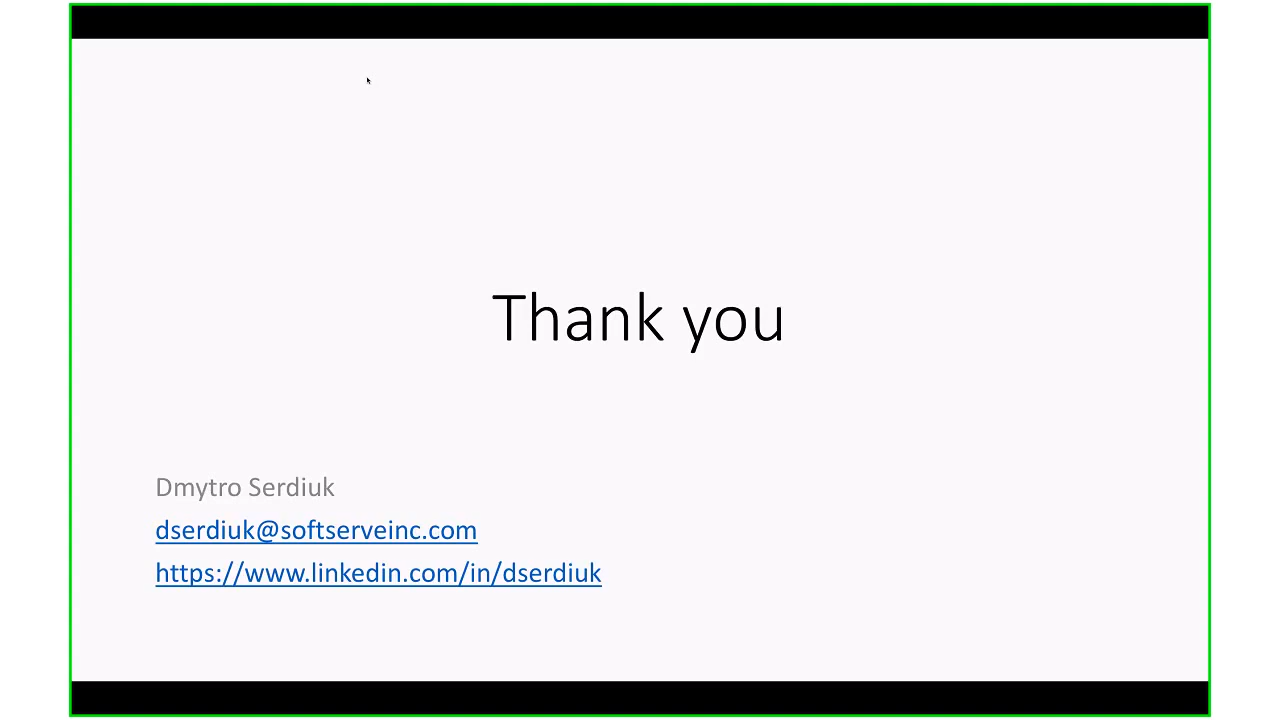 Thank you
Dmytro Serdiuk
dserdiuk@softserveinc.com
https://www.linkedin.com/in/dserdiuk